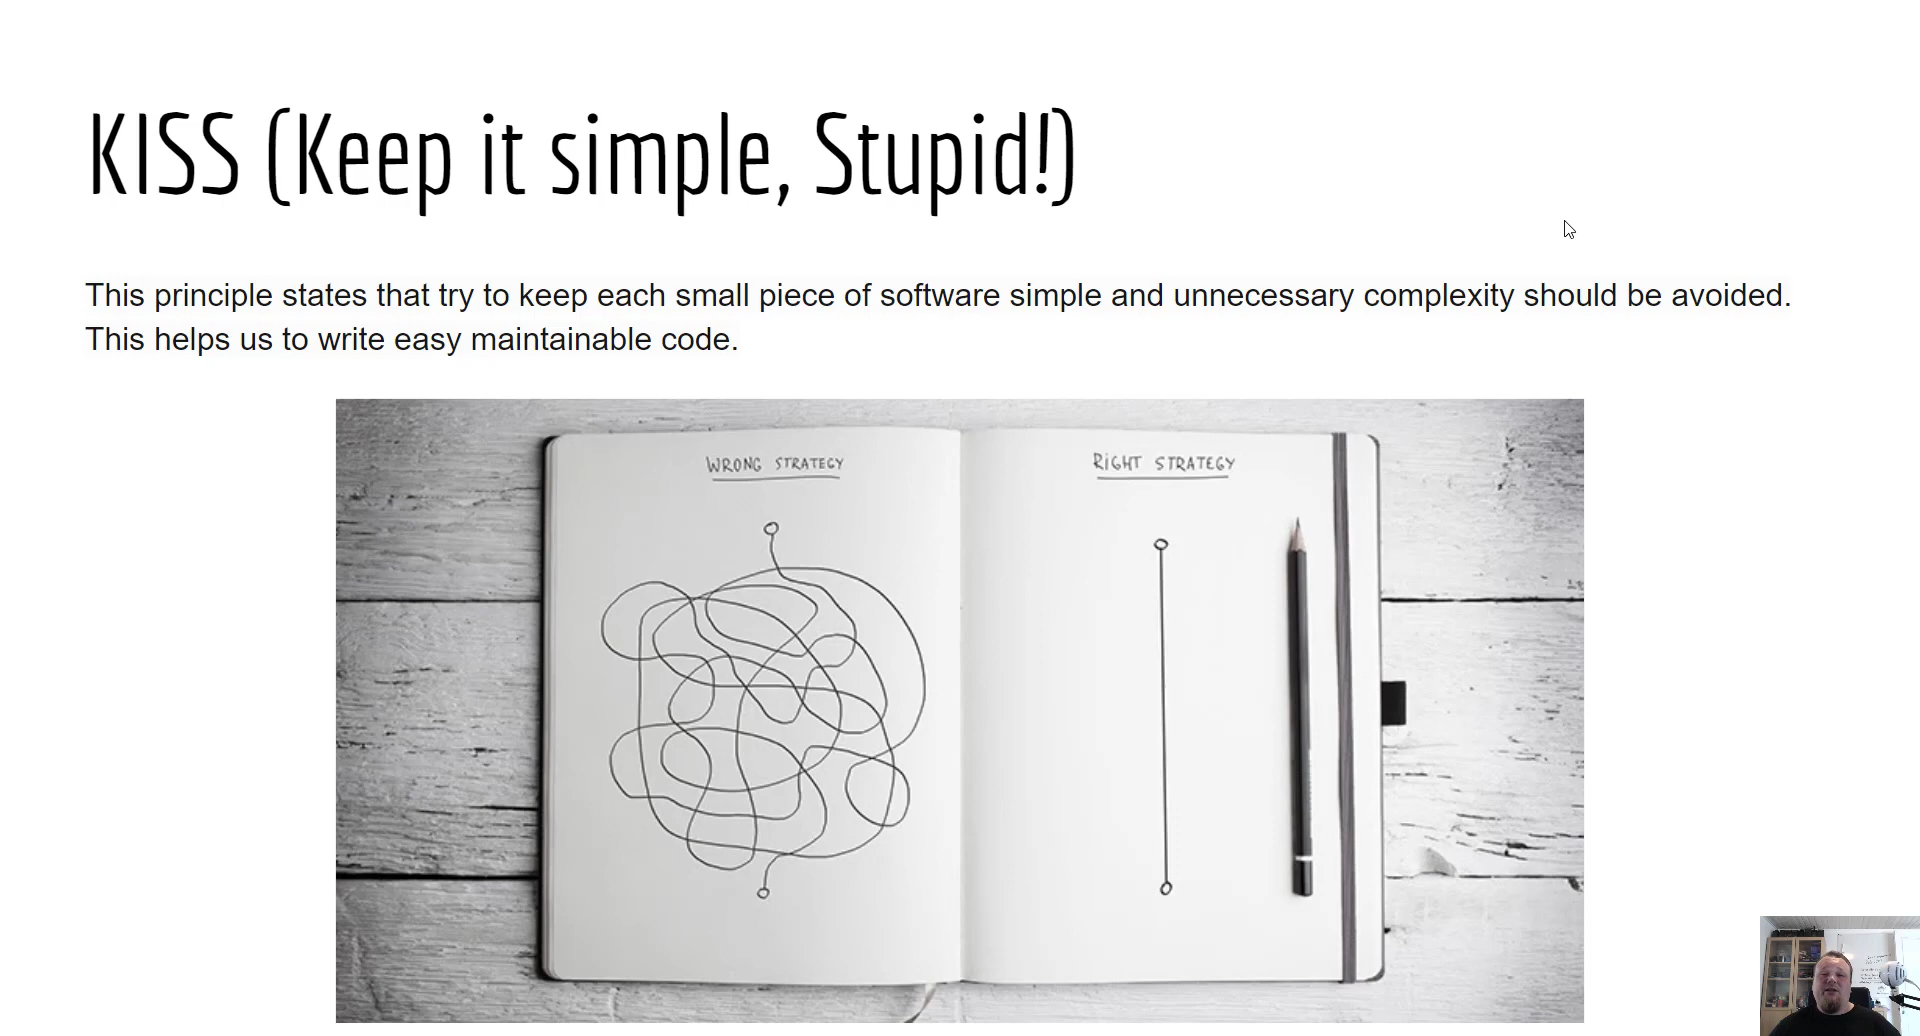 KISS (Keep it simple, Stupid!)
This principle states that try to keep each small piece of software simple and unnecessary complexity should be avoided.
This helps us to write easy maintainable code.
WRONG STRATEGY
RIGHT STRATEGY